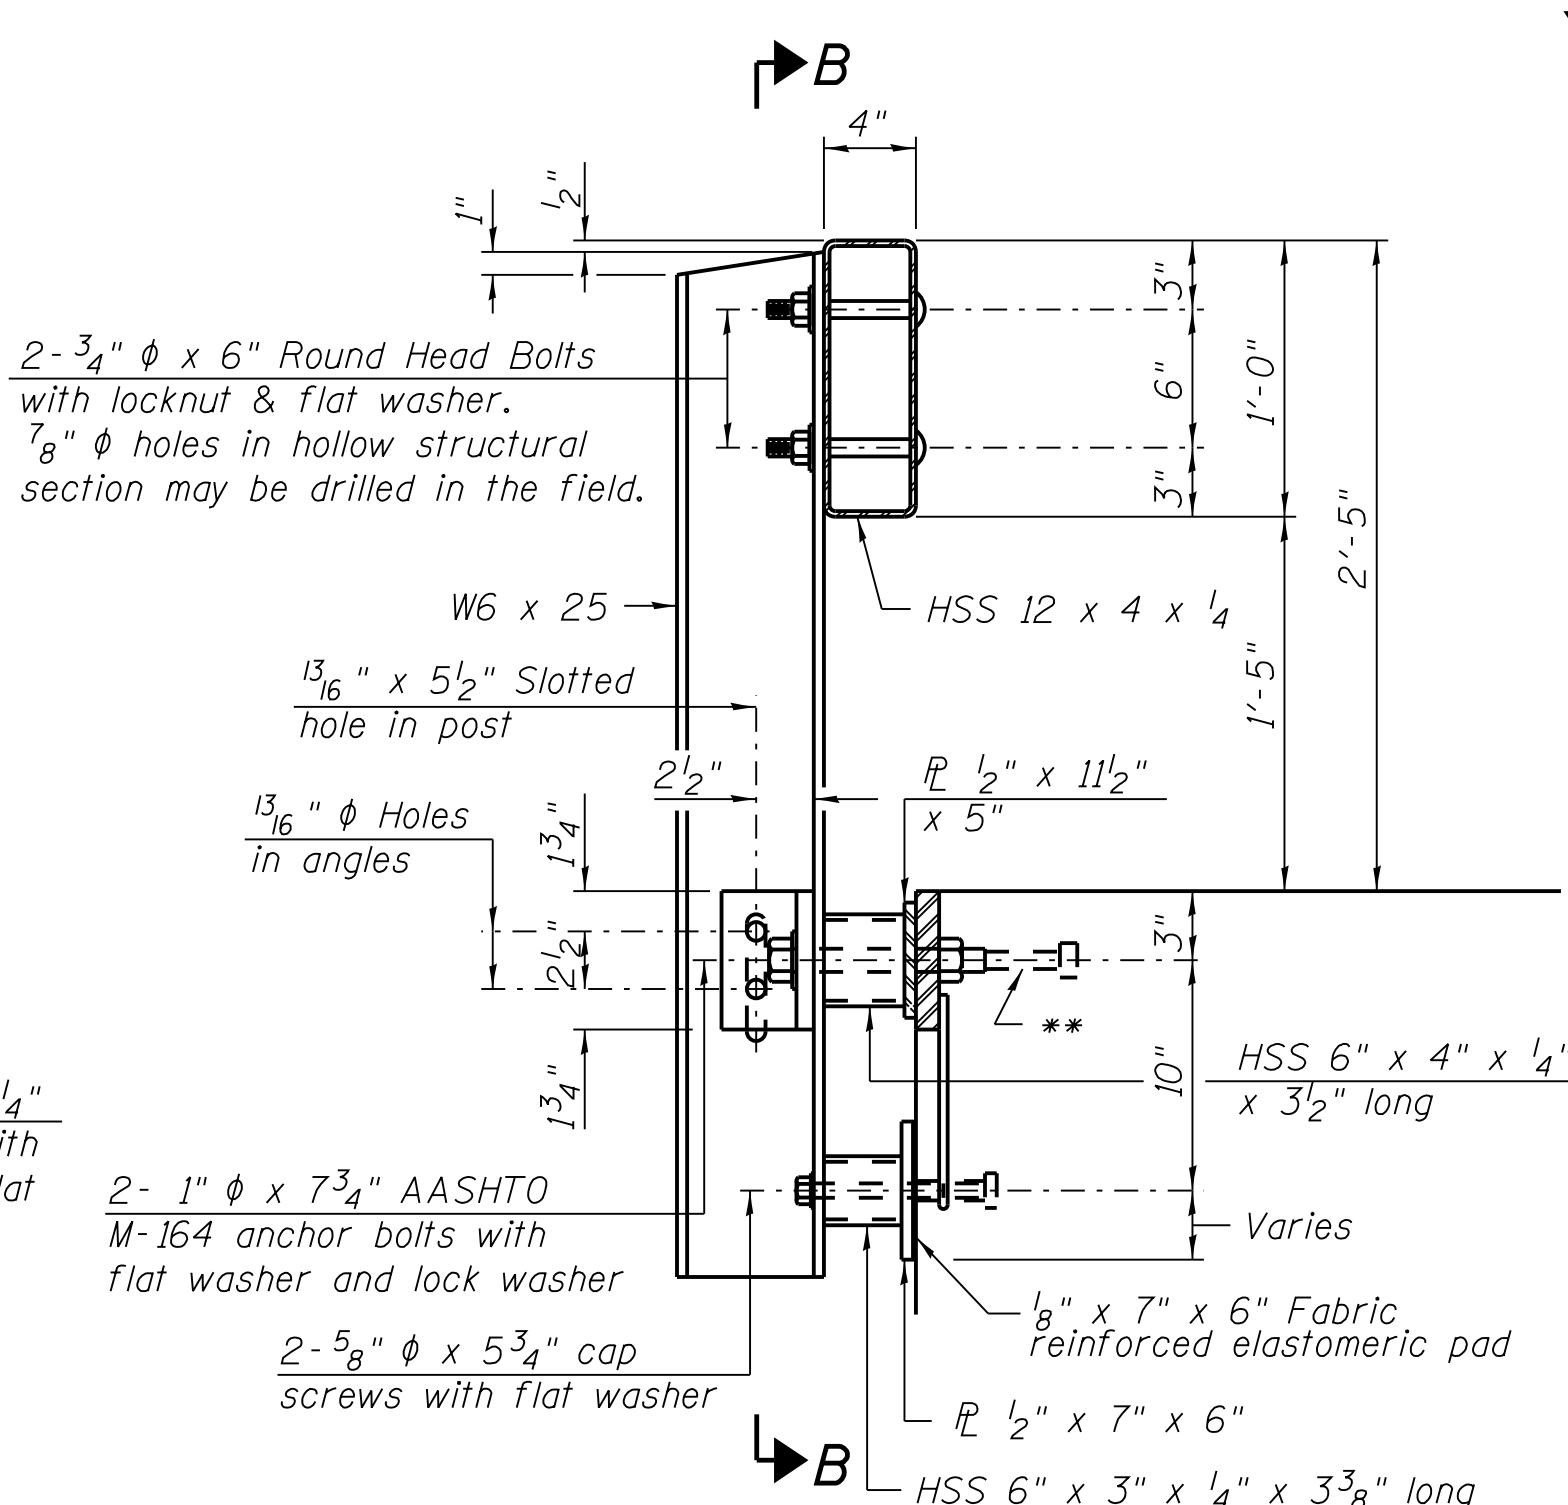 B
4"
1"
1/2"
3"
6"
3"
1'-0"
2'-5"
1'-5"
2-3/4" ϕ x 6" Round Head Bolts
with locknut & flat washer.
7/8" ϕ holes in hollow structural
section may be drilled in the field.
W6 x 25
HSS 12 x 4 x 1/4
13/16" x 5 1/2" Slotted
hole in post
2 1/2"
℄ 1/2" x 11 1/2"
x 5"
13/16" ϕ Holes
in angles
1 3/4"
2 1/2"
1 3/4"
3"
10"
**
HSS 6" x 4" x 1/4"
x 3 1/2" long
1/4"
ith
lat
2- 1" ϕ x 7 3/4" AASHTO
M-164 anchor bolts with
flat washer and lock washer
Varies
1/8" x 7" x 6" Fabric
reinforced elastomeric pad
2-5/8" ϕ x 5 3/4" cap
screws with flat washer
℄ 1/2" x 7" x 6"
B
HSS 6" x 3" x 1/4" x 3 3/8" long